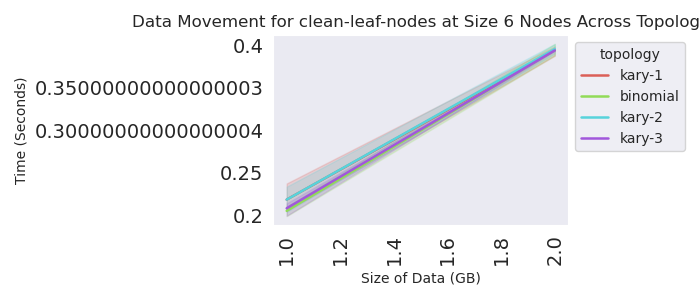 Data Movement for clean-leaf-nodes at Size 6 Nodes Across Topolog
0.4
0.35000000000000003
0.30000000000000004
0.25
0.2
Time (Seconds)
1.0
1.2
1.4
1.6
1.8
2.0
Size of Data (GB)
topology
kary-1
binomial
kary-2
kary-3